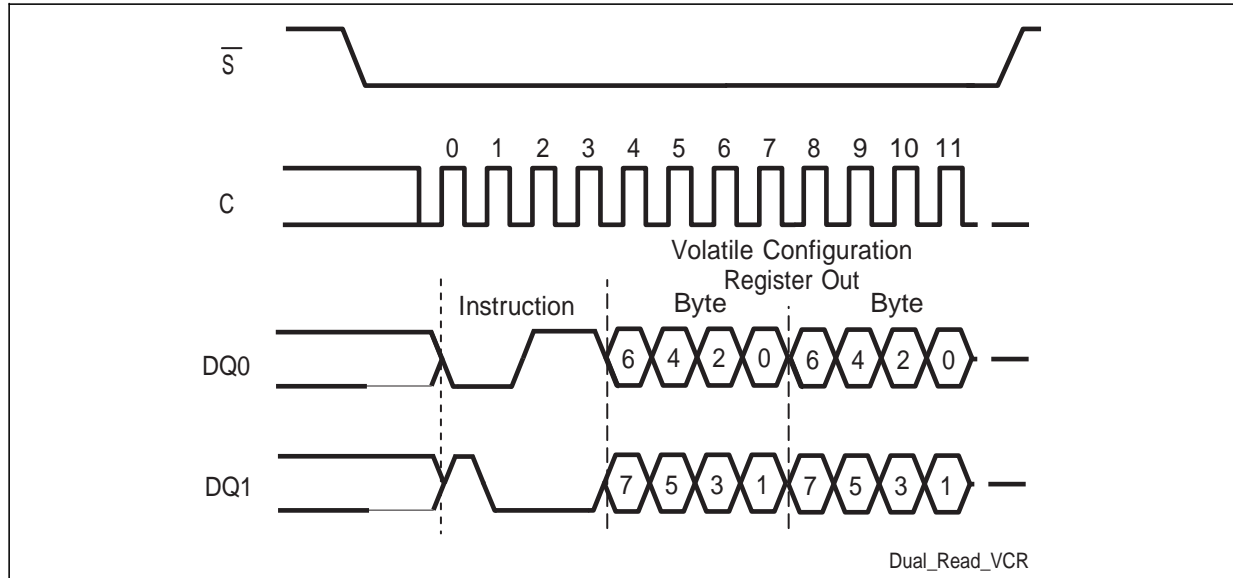 S
0 1 2 3 4 5 6 7 8 9 10 11
C
Volatile Configuration
Register Out
Instruction Byte Byte
DQ0 6 4 2 0 6 4 2 0
DQ1 7 5 3 1 7 5 3 1
Dual_Read_VCR